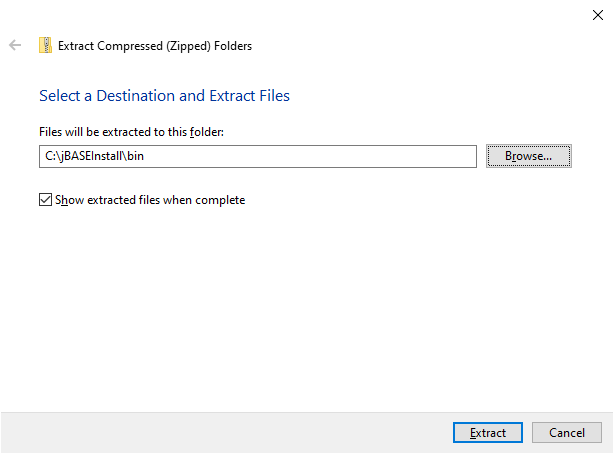 Extract Compressed (Zipped) Folders
Select a Destination and Extract Files
Files will be extracted to this folder:
C:\jBASEInstall\bin
Browse...
Show extracted files when complete
Extract
Cancel